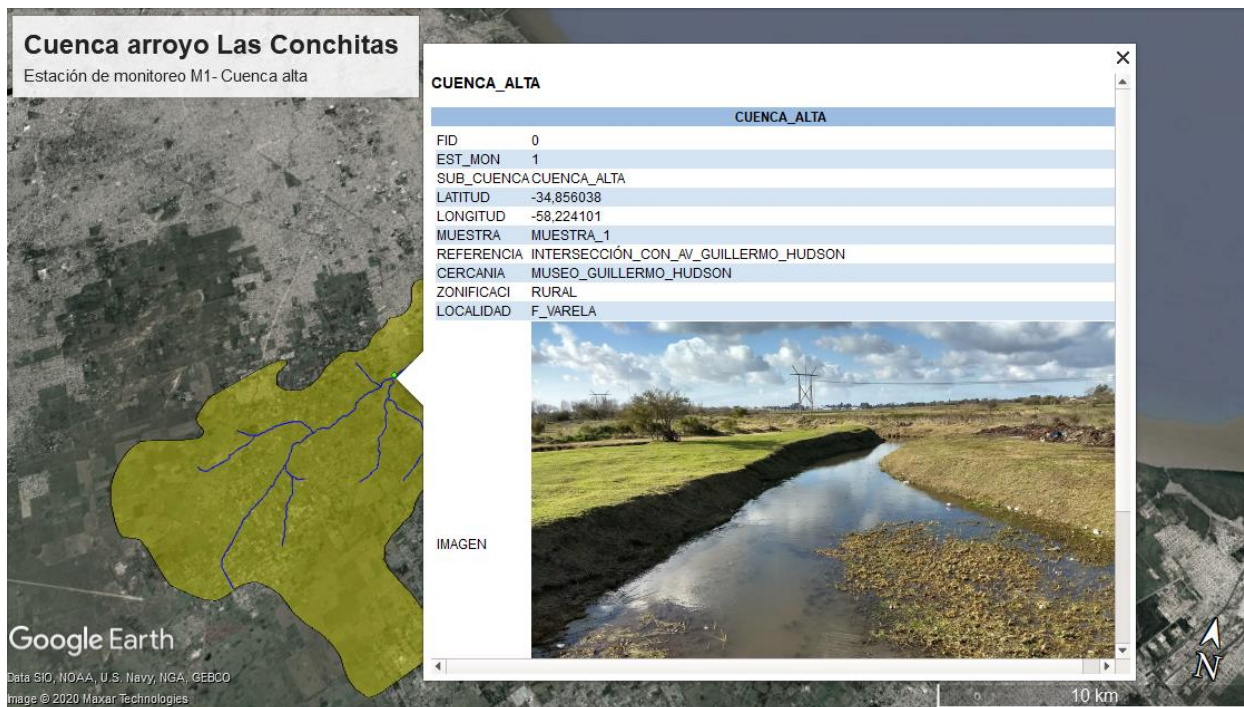 Cuenca arroyo Las Conchitas
Estación de monitoreo M1- Cuenca alta
CUENCA_ALTA
CUENCA_ALTA
FID 0
EST_MON 1
SUB_CUENCA CUENCA_ALTA
LATITUD -34,856038
LONGITUD -58,224101
MUESTRA MUESTRA_1
REFERENCIA INTERSECCIÓN_CON_AV_GUILLERMO_HUDSON
CERCANIA MUSEO_GUILLERMO_HUDSON
ZONIFICACI RURAL
LOCALIDAD F_VARELA
IMAGEN
Google Earth
Data SIO, NOAA, U.S. Navy, NGA, GEBCO
Image © 2020 Maxar Technologies
N
10 km